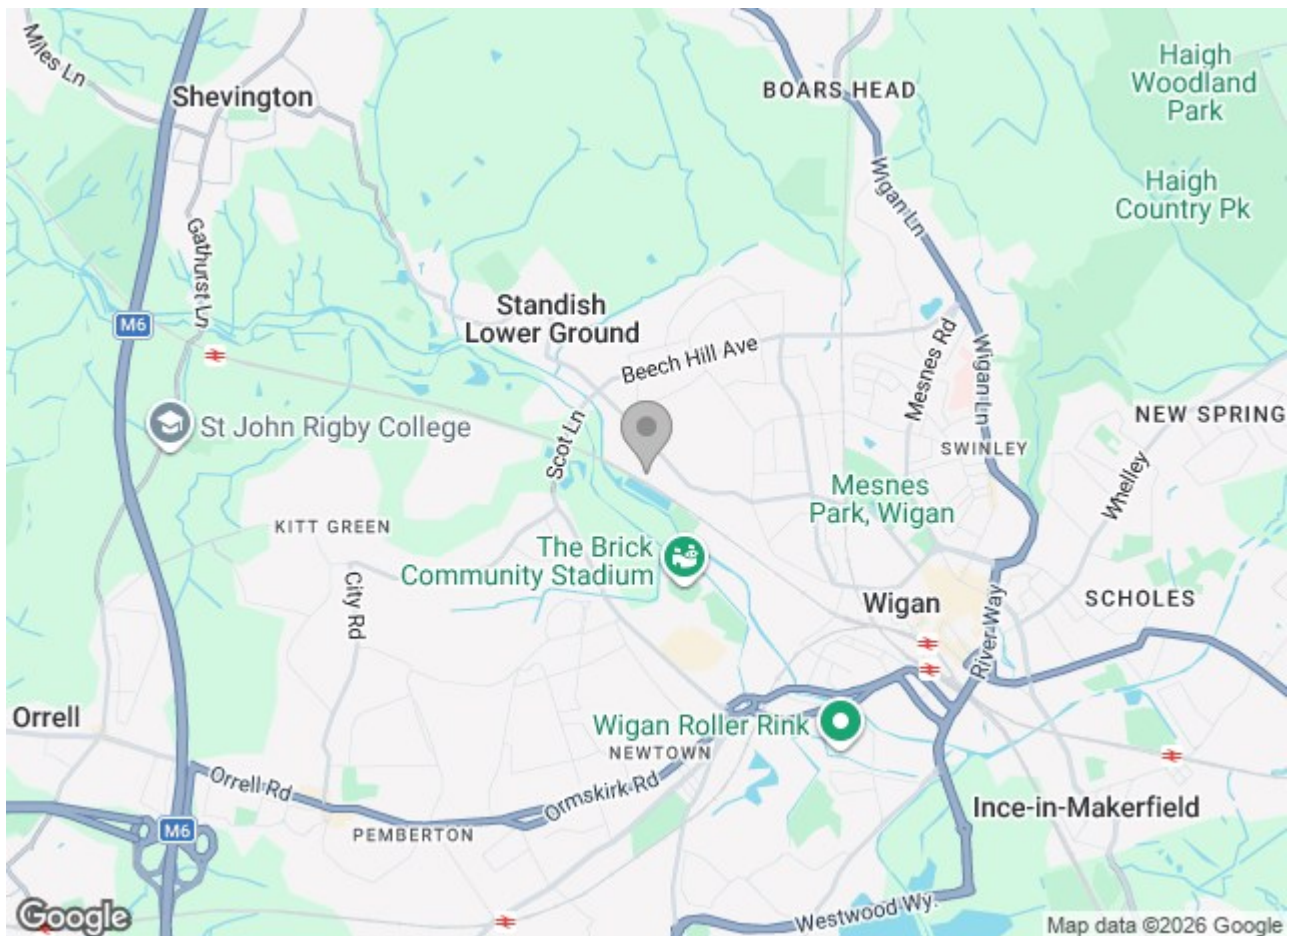 Miles Ln
Shevington
BOARS HEAD
Haigh
Woodland
Park
Wigan Ln
Haigh
Country Pk
Gathurst Ln
Standish
Lower Ground
M6
Beech Hill Ave
Mesnes Rd
Wigan Ln
St John Rigby College
Scot Ln
NEW SPRING
SWINLEY
Whelley
Mesnes
Park, Wigan
KITT GREEN
The Brick
Community Stadium
City Rd
Wigan
SCHOLES
River Way
Orrell
Wigan Roller Rink
NEWTOWN
Orrell Rd
Ormskirk Rd
Ince-in-Makerfield
M6
PEMBERTON
Westwood Wy.
Google
Map data ©2026 Google